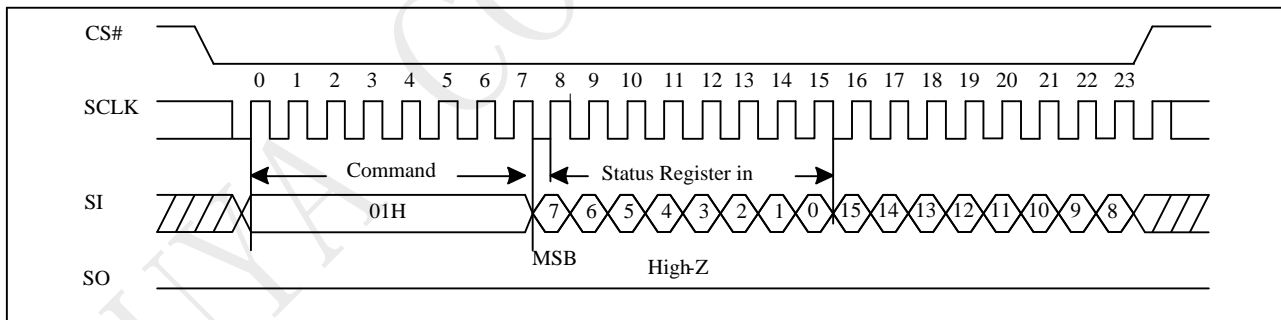 CS#
0 1 2 3 4 5 6 7 8 9 10 11 12 13 14 15 16 17 18 19 20 21 22 23
SCLK
Command Status Register in
SI 01H 7 6 5 4 3 2 1 0 15 14 13 12 11 10 9 8
MSB High-Z
SO